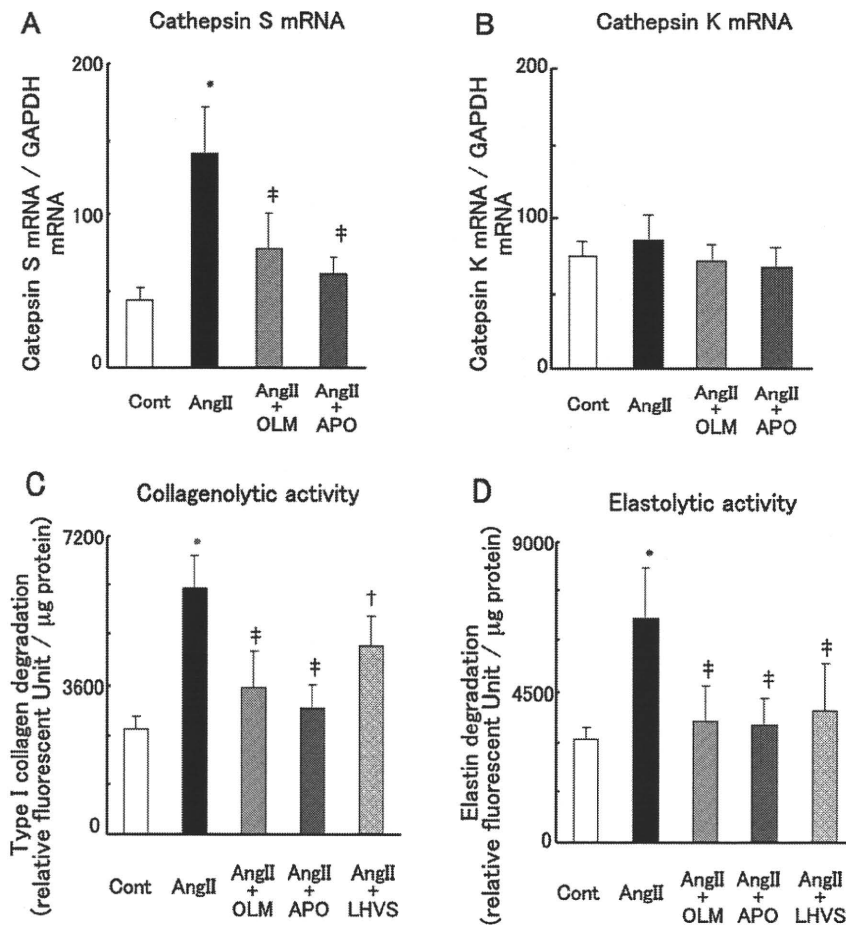 A
Cathepsin S mRNA
Catepsin S mRNA / GAPDH
mRNA
200
100
0
*
‡
‡
Cont
AngII
AngII
+
OLM
AngII
+
APO
B
Cathepsin K mRNA
Catepsin K mRNA / GAPDH
mRNA
200
100
0
Cont
AngII
AngII
+
OLM
AngII
+
APO
C
Collagenolytic activity
Type I collagen degradation
(relative fluorescent Unit / μg protein)
7200
3600
0
*
‡
‡
†
Cont
AngII
AngII
+
OLM
AngII
+
APO
AngII
+
LHVS
D
Elastolytic activity
Elastin degradation
(relative fluorescent Unit / μg protein)
9000
4500
0
*
‡
‡
‡
Cont
AngII
AngII
+
OLM
AngII
+
APO
AngII
+
LHVS